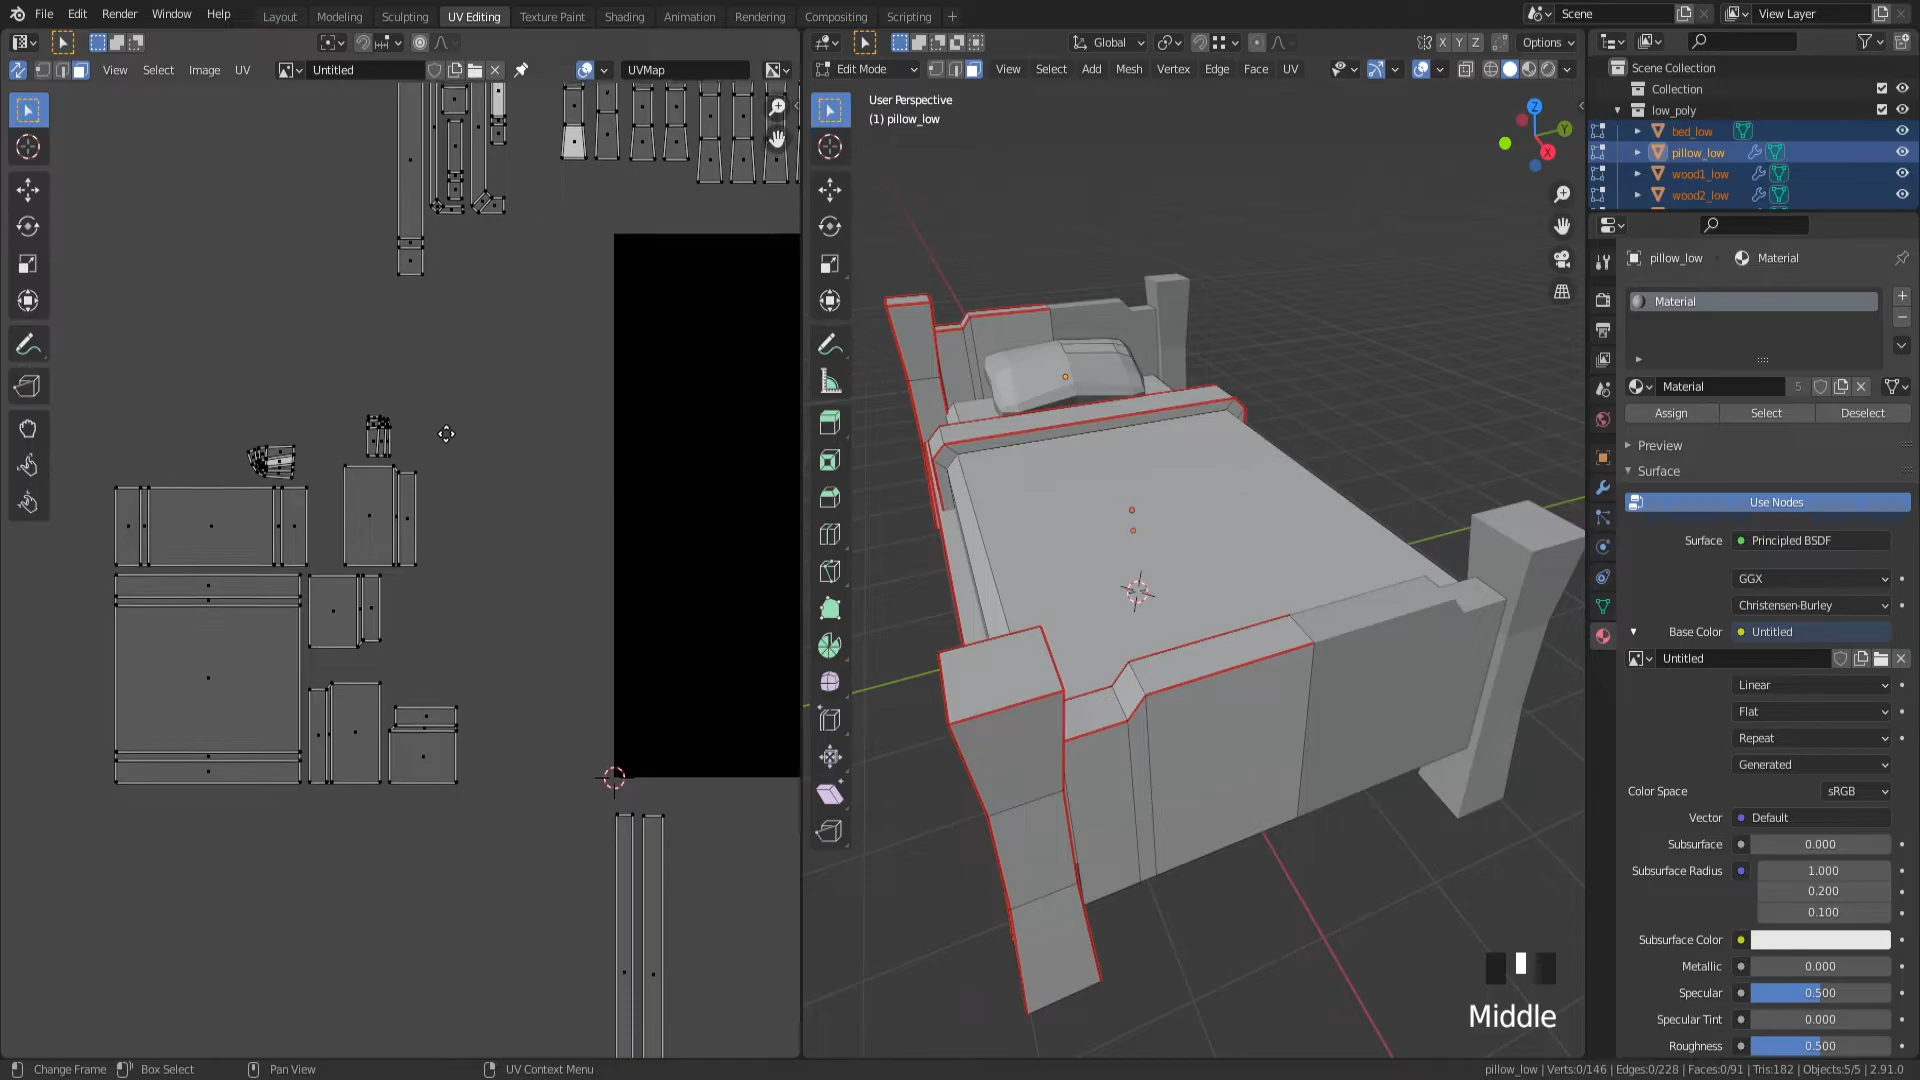 File Edit Render Window Help Layout Modeling Sculpting UV Editing Texture Paint Shading Animation Rendering Compositing Scripting + Scene View Layer
Global Options
X Y Z
View Select Image UV Untitled UVMap Edit Mode View Select Add Mesh Vertex Edge Face UV
User Perspective
(1) pillow_low
Z
Y
X
Scene Collection
Collection
low_poly
bed_low
pillow_low
wood1_low
wood2_low
pillow_low Material
Material
Material 5
Assign Select Deselect
Preview
Surface
Use Nodes
Surface Principled BSDF
GGX
Christensen-Burley
Base Color Untitled
Untitled
Linear
Flat
Repeat
Generated
Color Space sRGB
Vector Default
Subsurface 0.000
Subsurface Radius 1.000
0.200
0.100
Subsurface Color
Metallic 0.000
Specular 0.500
Specular Tint 0.000
Roughness 0.500
Middle
Change Frame Box Select Pan View UV Context Menu pillow_low | Verts:0/146 | Edges:0/228 | Faces:0/91 | Tris:182 | Objects:5/5 | 2.91.0